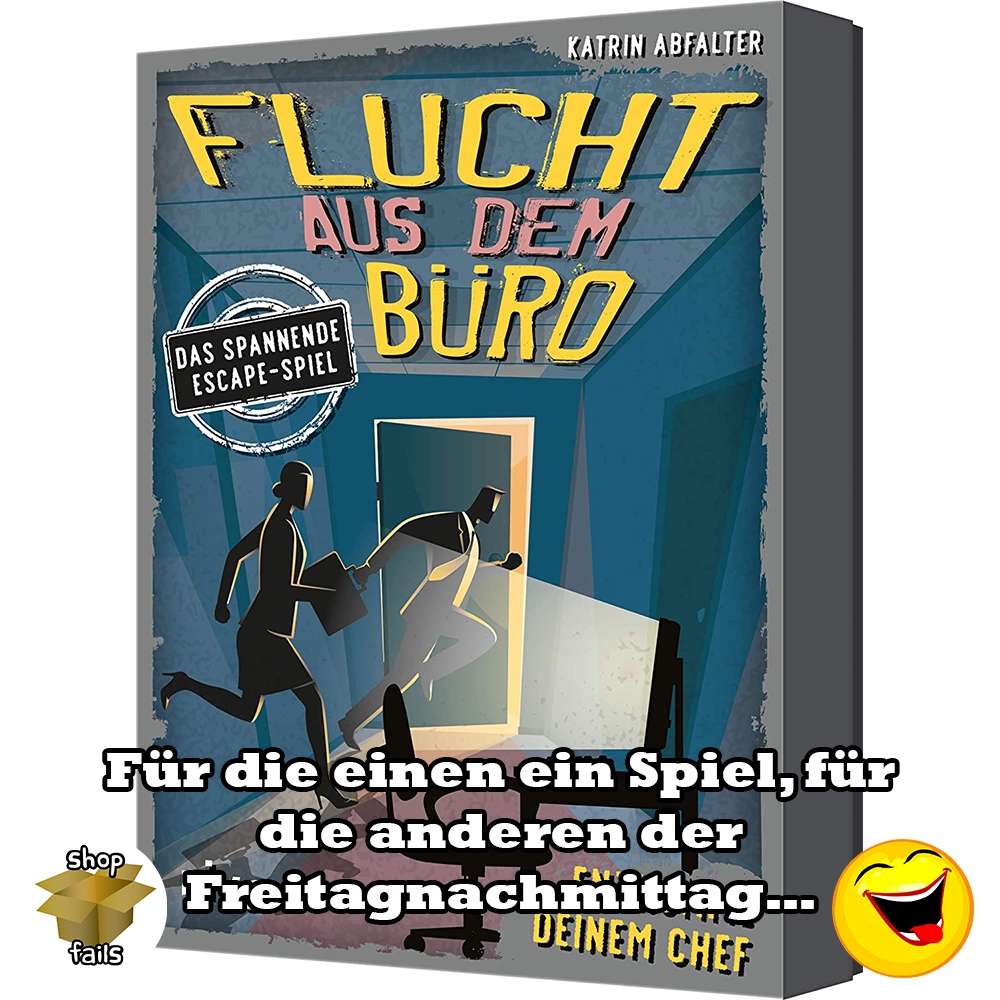 KATRIN ABFALTER
FLUCHT
AUS DEM
BÜRO
DAS SPANNENDE
ESCAPE-SPIEL
Für die einen ein Spiel, für
die anderen der
Freitagnachmittag...
DEINEM CHEF
shop
fails